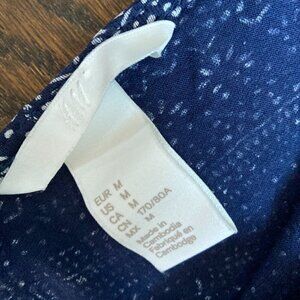 EUR M
US M
CA M
CN 170/80A
MX M
Made in
Cambodia
Fabriqué en
Cambodge